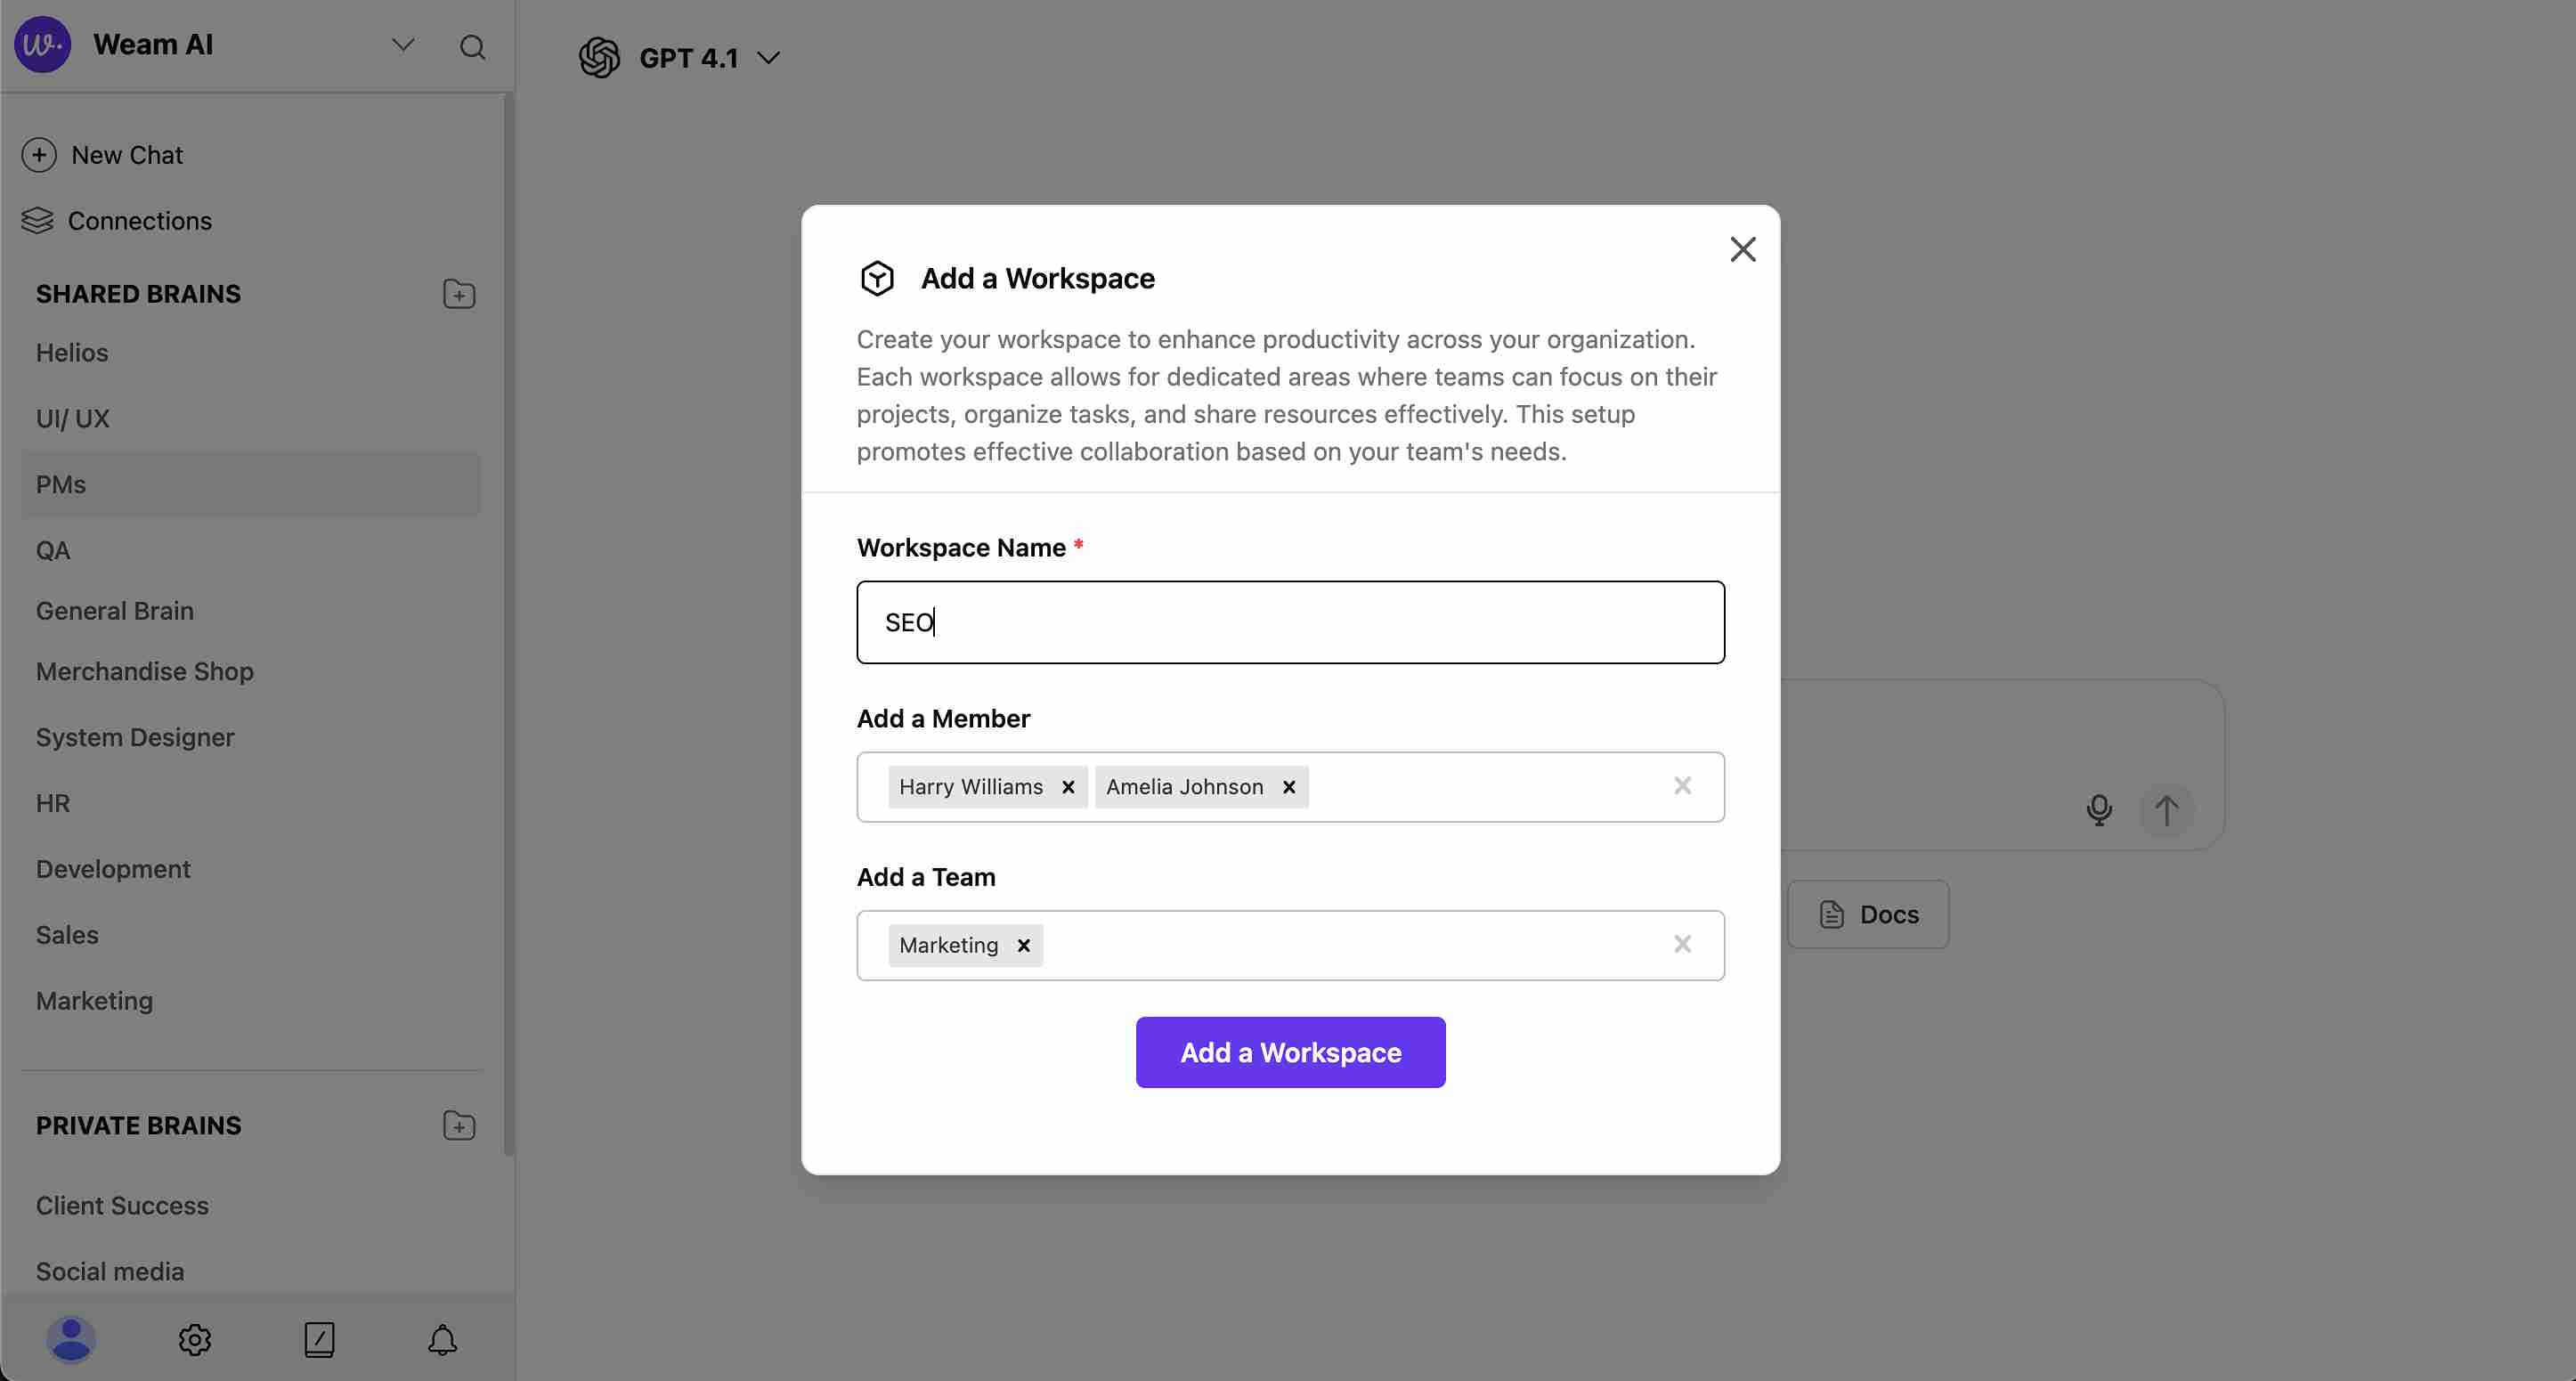 w.
Weam AI
GPT 4.1
New Chat
Connections
SHARED BRAINS
Helios
UI/ UX
PMs
QA
General Brain
Merchandise Shop
System Designer
HR
Development
Sales
Marketing
PRIVATE BRAINS
Client Success
Social media
Add a Workspace
Create your workspace to enhance productivity across your organization.
Each workspace allows for dedicated areas where teams can focus on their
projects, organize tasks, and share resources effectively. This setup
promotes effective collaboration based on your team's needs.
Workspace Name *
SEO
Add a Member
Harry Williams × Amelia Johnson ×
Add a Team
Marketing ×
Add a Workspace
Docs